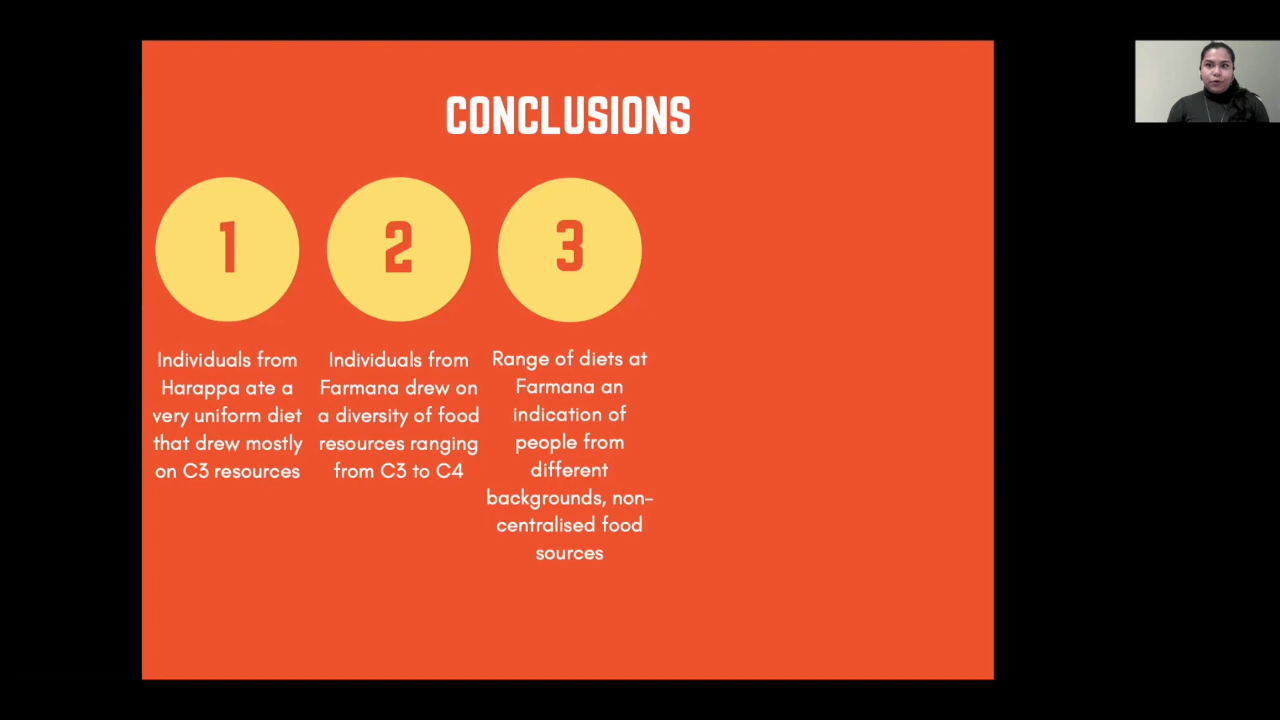 CONCLUSIONS
1
Individuals from
Harappa ate a
very uniform diet
that drew mostly
on C3 resources
2
Individuals from
Farmana drew on
a diversity of food
resources ranging
from C3 to C4
3
Range of diets at
Farmana an
indication of
people from
different
backgrounds, non-
centralised food
sources